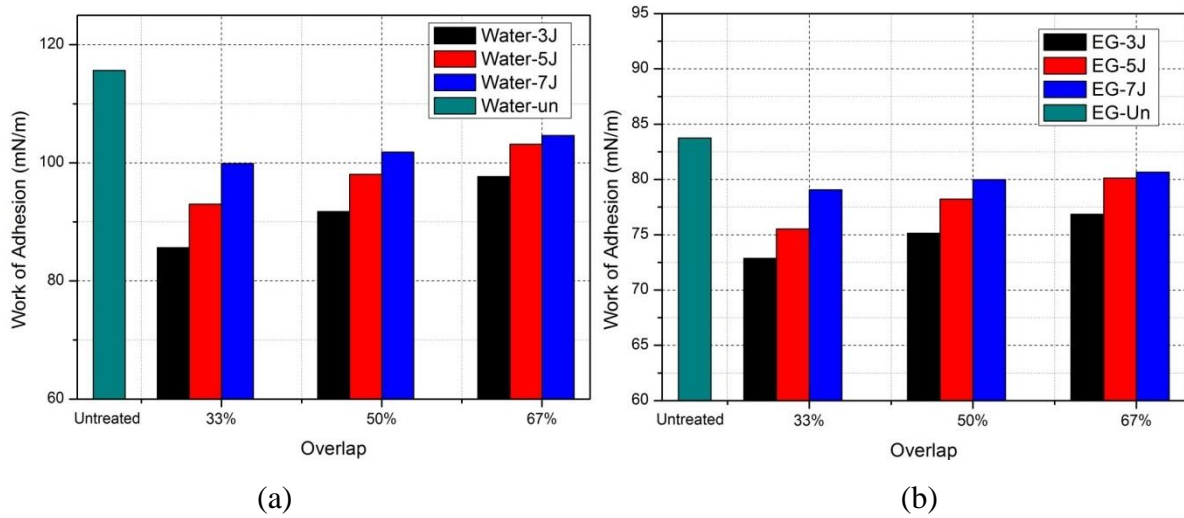 Work of Adhesion (mN/m)
120
100
80
60
Water-3J
Water-5J
Water-7J
Water-un
Untreated 33% 50% 67%
Overlap
(a)
Work of Adhesion (mN/m)
95
90
85
80
75
70
65
60
EG-3J
EG-5J
EG-7J
EG-Un
Untreated 33% 50% 67%
Overlap
(b)